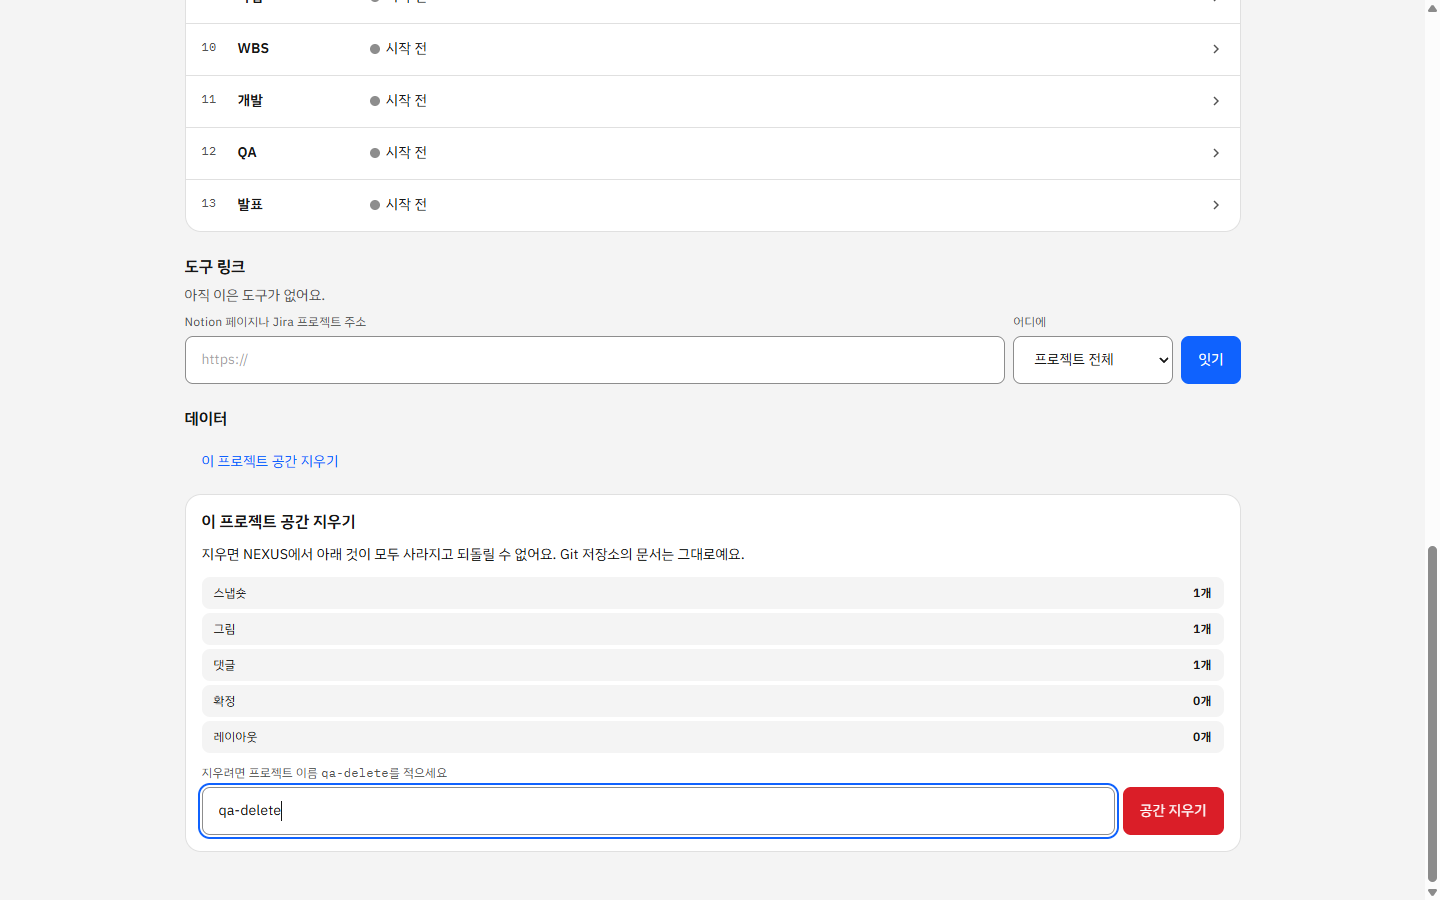 10 WBS 시작 전
11 개발 시작 전
12 QA 시작 전
13 발표 시작 전
도구 링크
아직 이은 도구가 없어요.
Notion 페이지나 Jira 프로젝트 주소 어디에
https:// 프로젝트 전체 잇기
데이터
이 프로젝트 공간 지우기
이 프로젝트 공간 지우기
지우면 NEXUS에서 아래 것이 모두 사라지고 되돌릴 수 없어요. Git 저장소의 문서는 그대로예요.
스냅숏 1개
그림 1개
댓글 1개
확정 0개
레이아웃 0개
지우려면 프로젝트 이름 qa-delete를 적으세요
qa-delete 공간 지우기